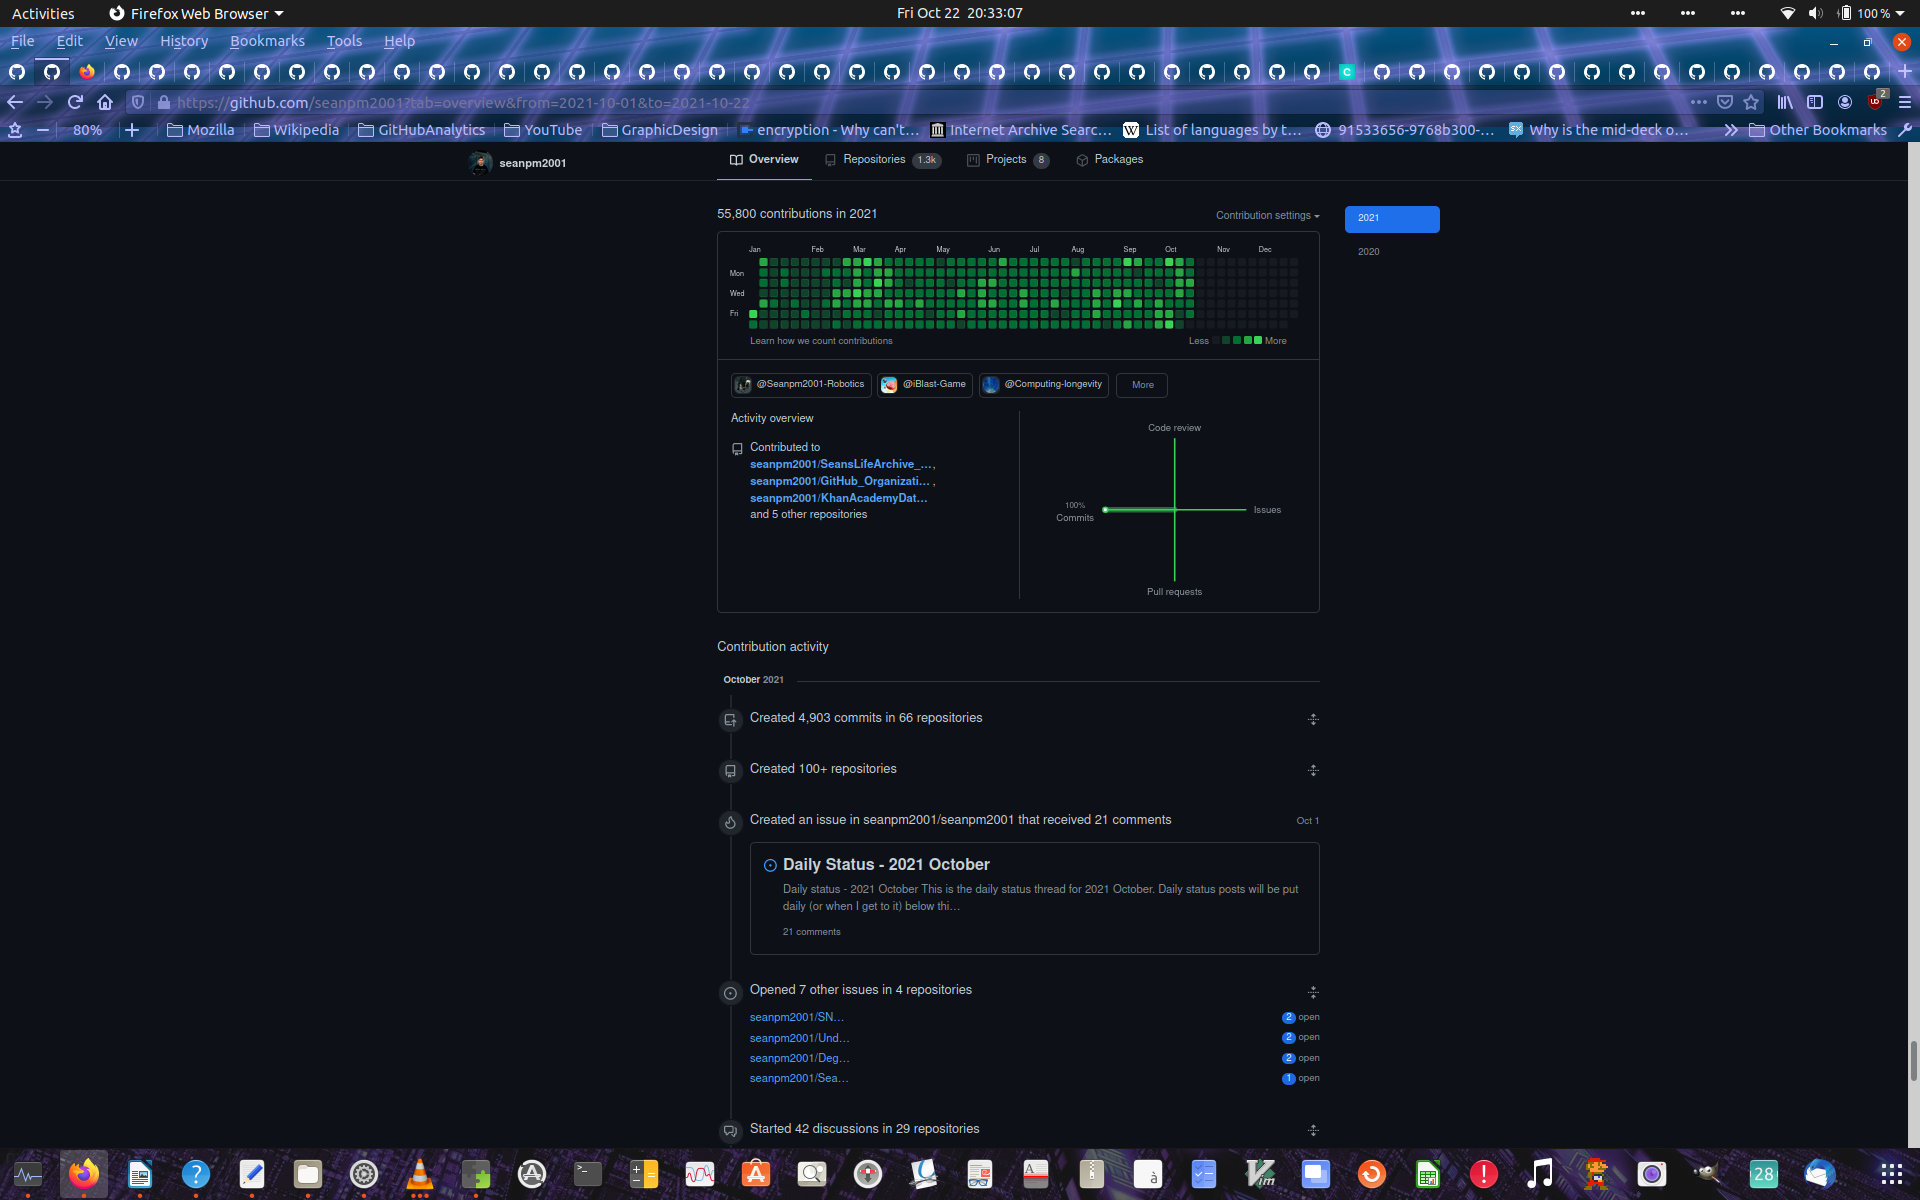 Activities Firefox Web Browser Fri Oct 22 20:33:07 100 %
File Edit View History Bookmarks Tools Help
https://github.com/seanpm2001?tab=overview&from=2021-10-01&to=2021-10-22 2
80% Mozilla Wikipedia GitHubAnalytics YouTube GraphicDesign encryption - Why can't… Internet Archive Searc… List of languages by t… 91533656-9768b300-… Why is the mid-deck o… Other Bookmarks
seanpm2001 Overview Repositories 1.3k Projects 8 Packages
55,800 contributions in 2021 Contribution settings 2021
2020
Jan Feb Mar Apr May Jun Jul Aug Sep Oct Nov Dec
Mon
Wed
Fri
Learn how we count contributions Less More
@Seanpm2001-Robotics @iBlast-Game @Computing-longevity More
Activity overview
Contributed to
seanpm2001/SeansLifeArchive_… ,
seanpm2001/GitHub_Organizati… ,
seanpm2001/KhanAcademyDat…
and 5 other repositories
Code review
100%
Commits
Issues
Pull requests
Contribution activity
October 2021
Created 4,903 commits in 66 repositories
Created 100+ repositories
Created an issue in seanpm2001/seanpm2001 that received 21 comments Oct 1
Daily Status - 2021 October
Daily status - 2021 October This is the daily status thread for 2021 October. Daily status posts will be put
daily (or when I get to it) below thi…
21 comments
Opened 7 other issues in 4 repositories
seanpm2001/SN… 2 open
seanpm2001/Und… 2 open
seanpm2001/Deg… 2 open
seanpm2001/Sea… 1 open
Started 42 discussions in 29 repositories
28